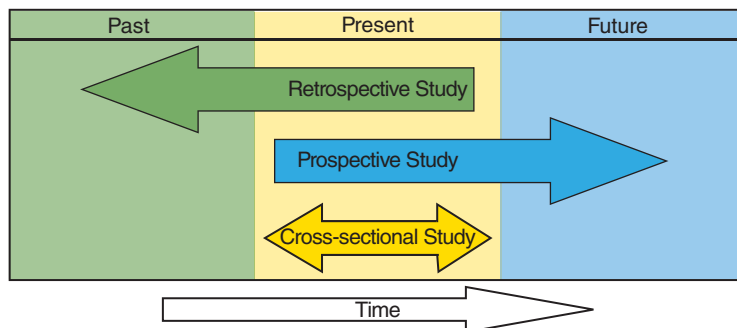 Past Present Future
Retrospective Study
Prospective Study
Cross-sectional Study
Time